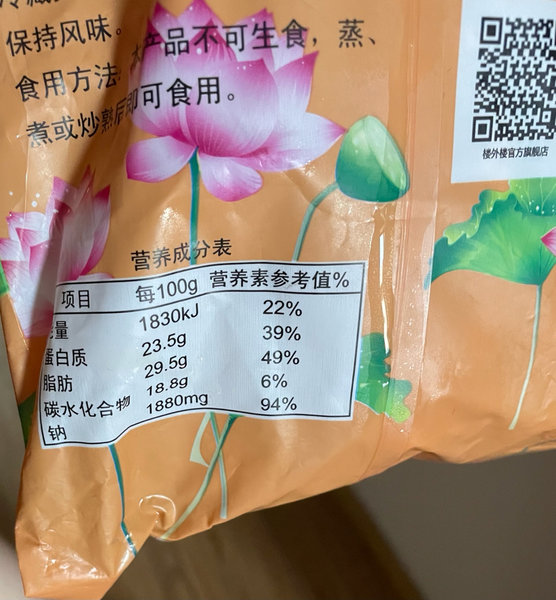 保持风味。
食用方法:本产品不可生食,蒸、
煮或炒熟后即可食用。
楼外楼官方旗舰店
营养成分表
项目 每100g 营养素参考值%
量 1830kJ 22%
蛋白质 23.5g 39%
脂肪 29.5g 49%
碳水化合物 18.8g 6%
钠 1880mg 94%